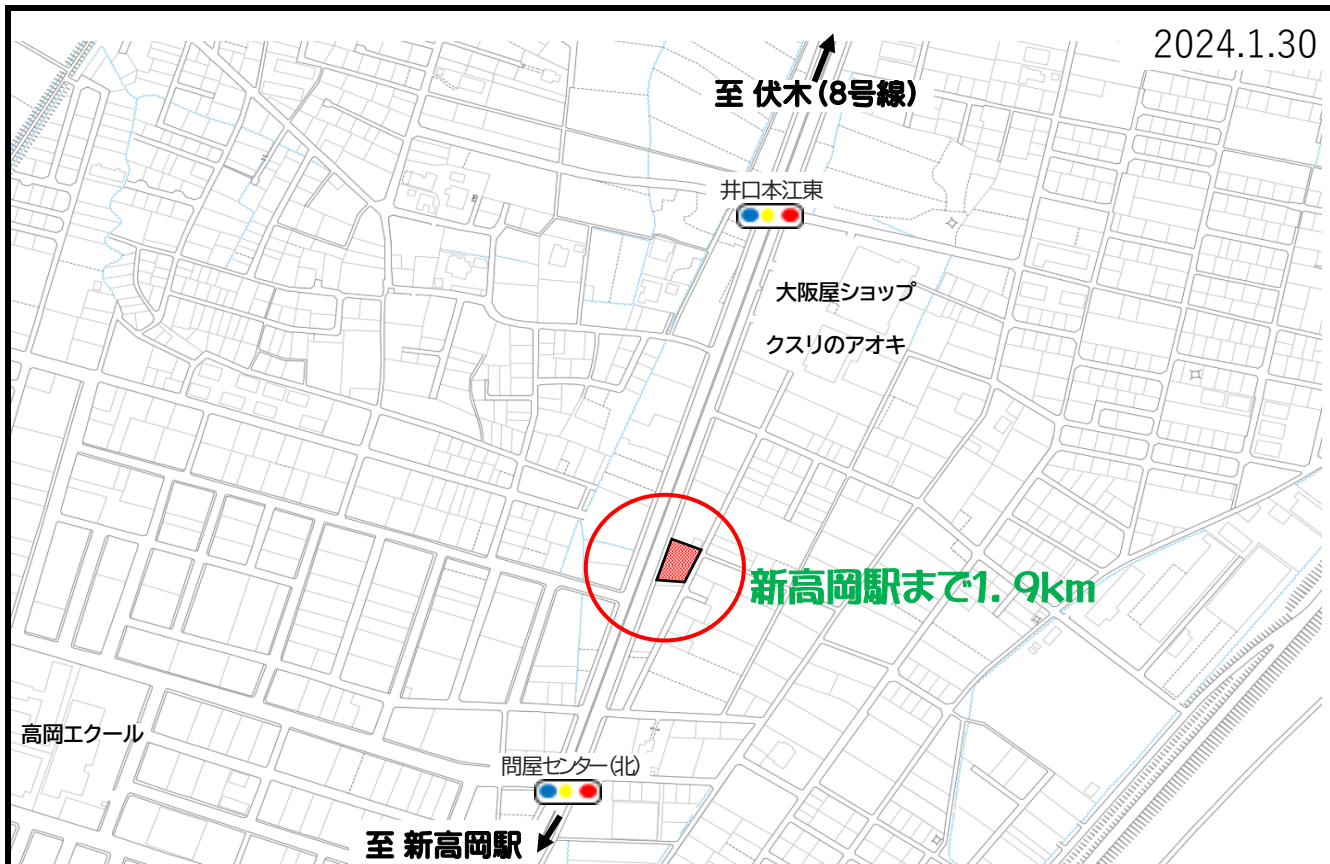 2024.1.30
至 伏木(8号線)
井口本江東
大阪屋ショップ
クスリのアオキ
新高岡駅まで1.9km
高岡エクール
問屋センター(北)
至 新高岡駅